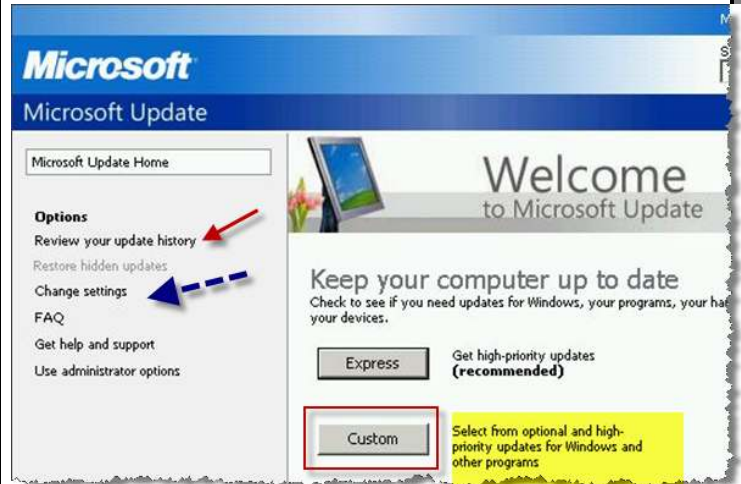 Microsoft
Microsoft Update
Microsoft Update Home
Options
Review your update history
Restore hidden updates
Change settings
FAQ
Get help and support
Use administrator options
Welcome
to Microsoft Update
Keep your computer up to date
Check to see if you need updates for Windows, your programs, your
your devices.
Express
Get high-priority updates
(recommended)
Custom
Select from optional and high-
priority updates for Windows and
other programs